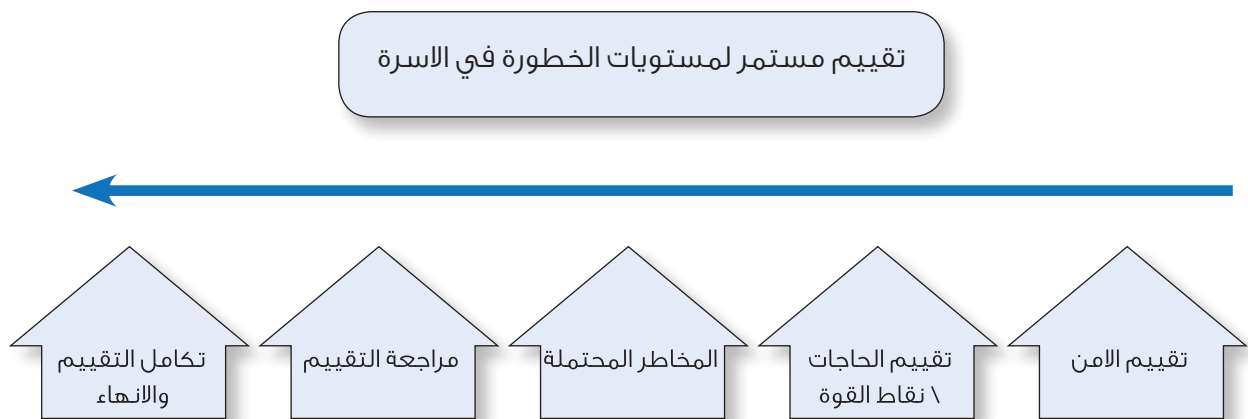 تقييم مستمر لمستويات الخطورة في الاسرة
تقييم الامن
تقييم الحاجات
\ نقاط القوة
المخاطر المحتملة
مراجعة التقييم
تكامل التقييم
والانهاء